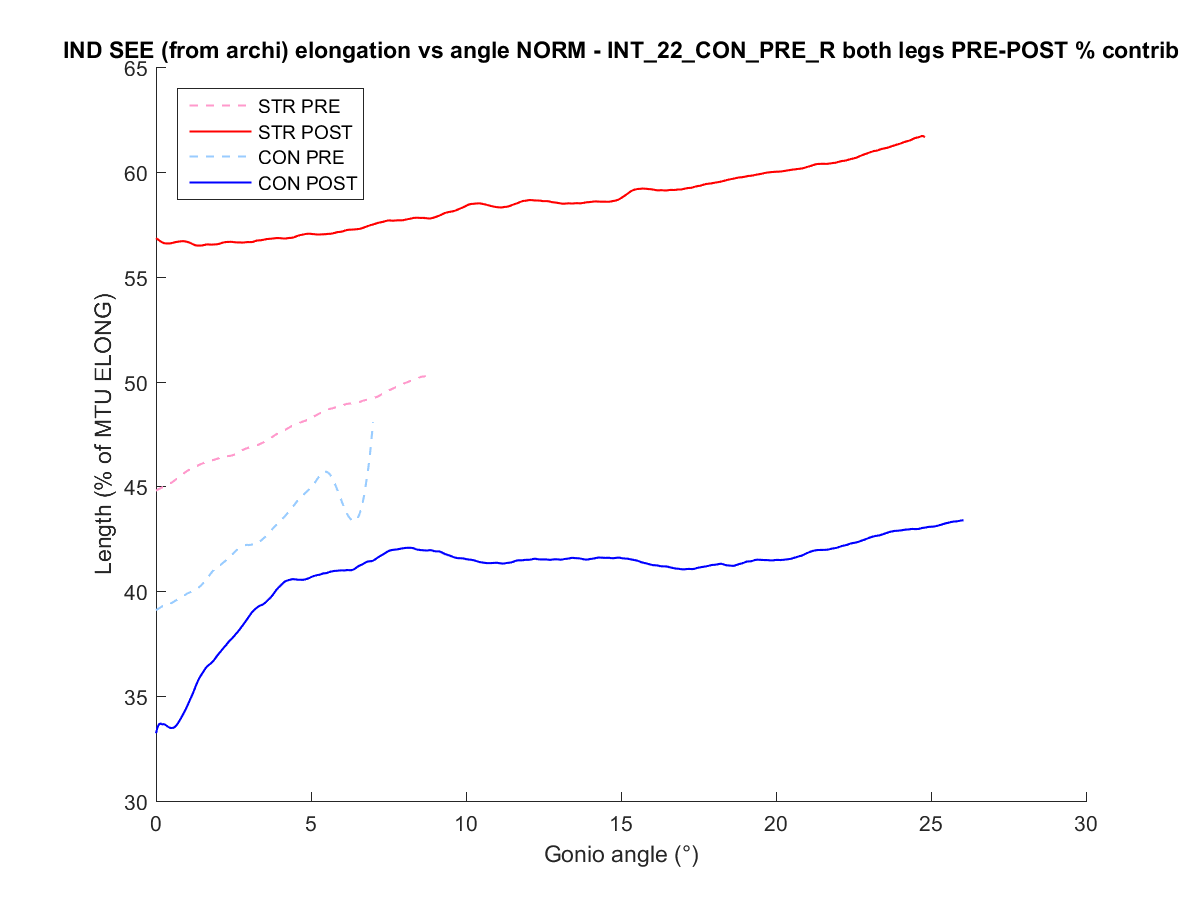 IND SEE (from archi) elongation vs angle NORM - INT_22_CON_PRE_R both legs PRE-POST % contrib
65
60
55
50
45
40
35
30
Length (% of MTU ELONG)
STR PRE
STR POST
CON PRE
CON POST
0 5 10 15 20 25 30
Gonio angle (°)